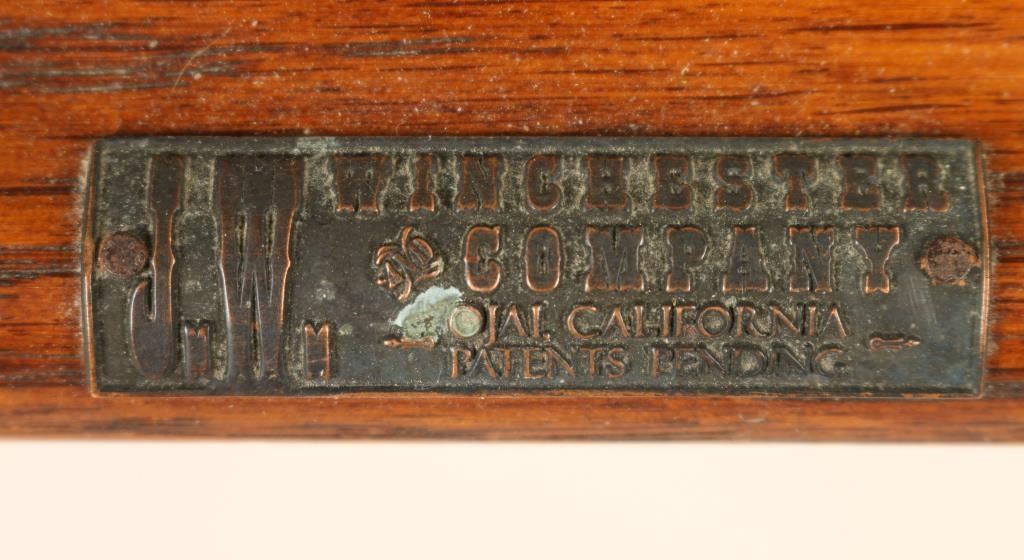 J.W. WINCHESTER
& COMPANY
OJAI, CALIFORNIA
PATENTS PENDING